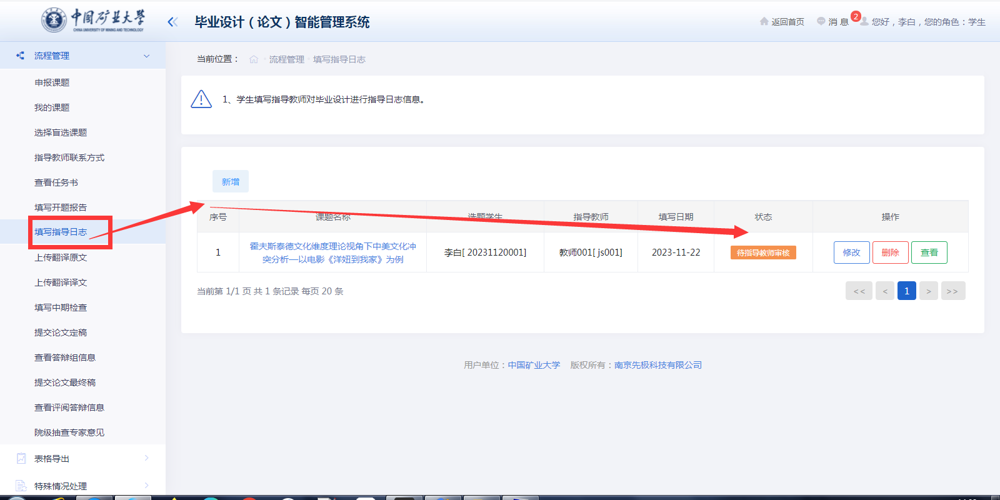 中国矿业大学
CHINA UNIVERSITY OF MINING AND TECHNOLOGY
毕业设计（论文）智能管理系统
返回首页 消 息 2 您好，李白，您的角色：学生
流程管理
申报课题
我的课题
选择盲选课题
指导教师联系方式
查看任务书
填写开题报告
填写指导日志
上传翻译原文
上传翻译译文
填写中期检查
提交论文定稿
查看答辩组信息
提交论文最终稿
查看评阅答辩信息
院级抽查专家意见
表格导出
特殊情况处理
当前位置： 流程管理 填写指导日志
1、学生填写指导教师对毕业设计进行指导日志信息。
新增
序号 课题名称 选题学生 指导教师 填写日期 状态 操作
1 霍夫斯泰德文化维度理论视角下中美文化冲
突分析—以电影《洋妞到我家》为例 李白[ 20231120001] 教师001[ js001] 2023-11-22 待指导教师审核 修改 删除 查看
当前第 1/1 页 共 1 条记录 每页 20 条
<< < 1 > >>
用户单位：中国矿业大学 版权所有：南京先极科技有限公司